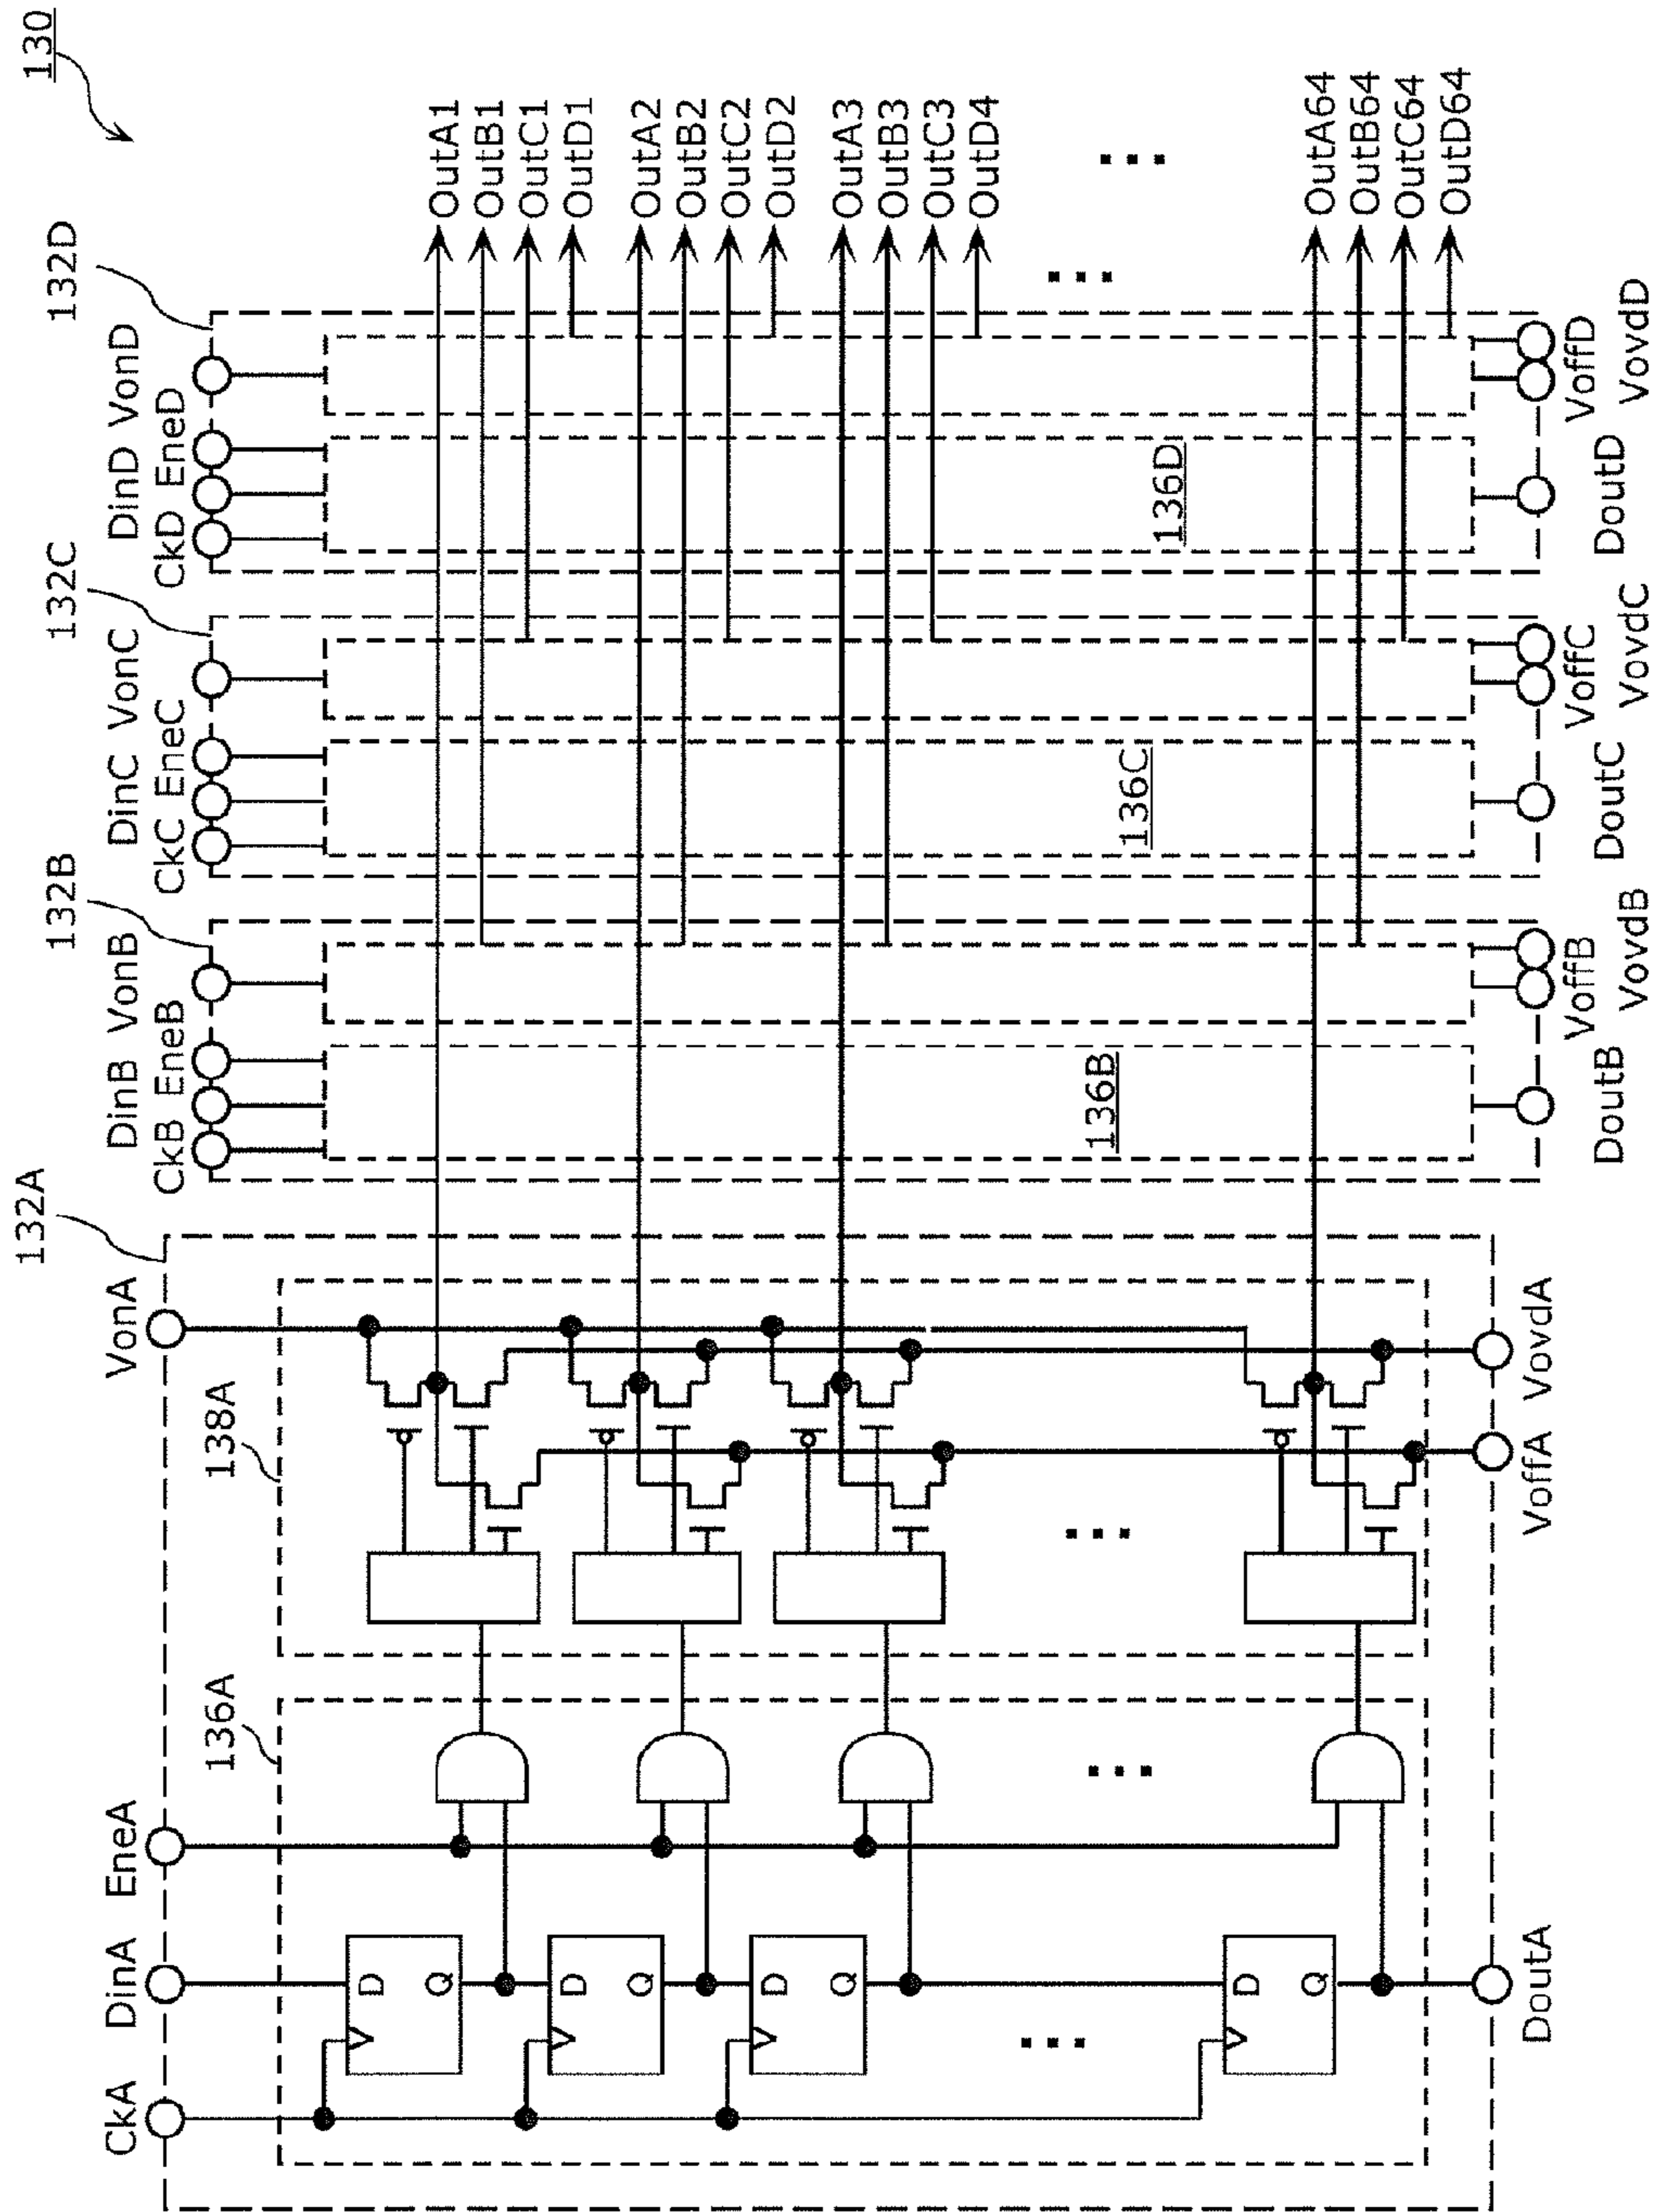 130
132A
132B
132C
132D
CkA DinA EneA VonA
DinB VonB
CkB EneB
DinC VonC
CkC EneC
DinD VonD
CkD EneD
136A
138A
D
Q
D
Q
D
Q
...
D
Q
...
...
136B
136C
136D
OutA1
OutB1
OutC1
OutD1
OutA2
OutB2
OutC2
OutD2
OutA3
OutB3
OutC3
OutD4
...
...
OutA64
OutB64
OutC64
OutD64
DoutA
VoffA VovdA
DoutB
VoffB
VovdB
DoutC
VoffC
VovdC
DoutD
VoffD
VovdD